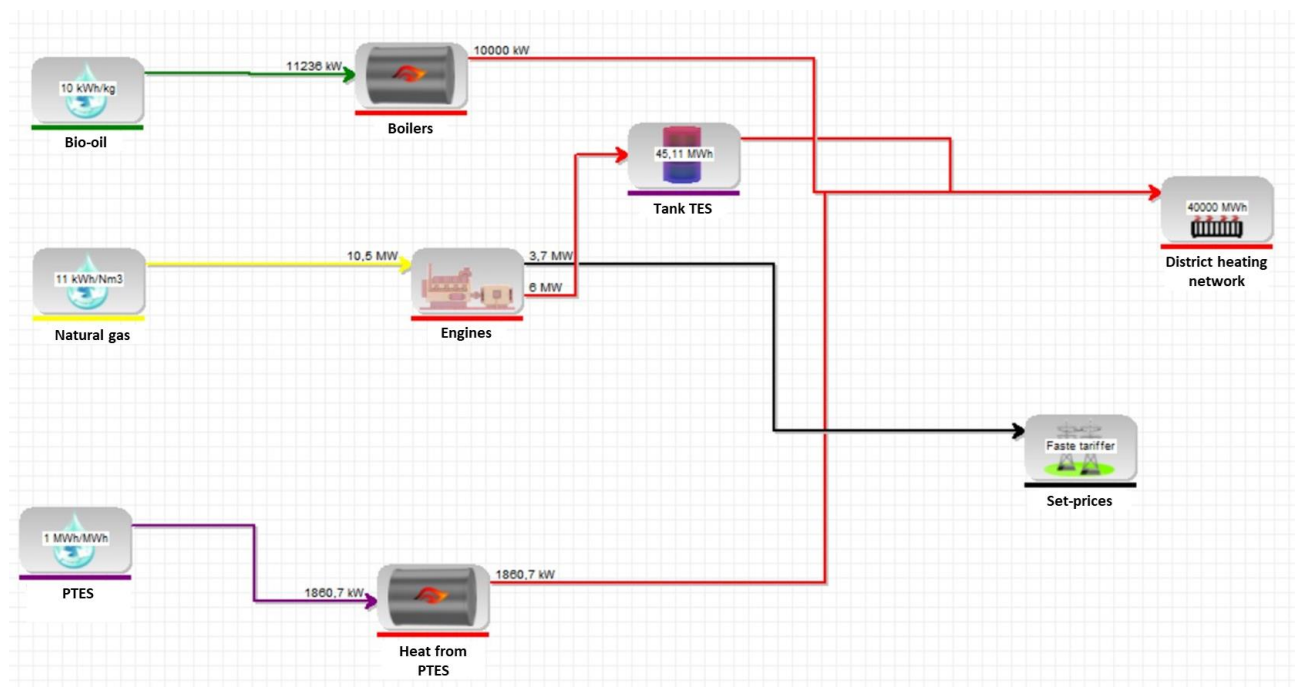 10000 kW
11236 kW
10 kWh/kg
Boilers
Bio-oil
45,11 MWh
Tank TES
40000 MWh
District heating
network
10,5 MW
3,7 MW
11 kWh/Nm3
6 MW
Natural gas
Engines
Faste tariffer
Set-prices
1 MWh/MWh
1860,7 kW
1860,7 kW
PTES
Heat from
PTES